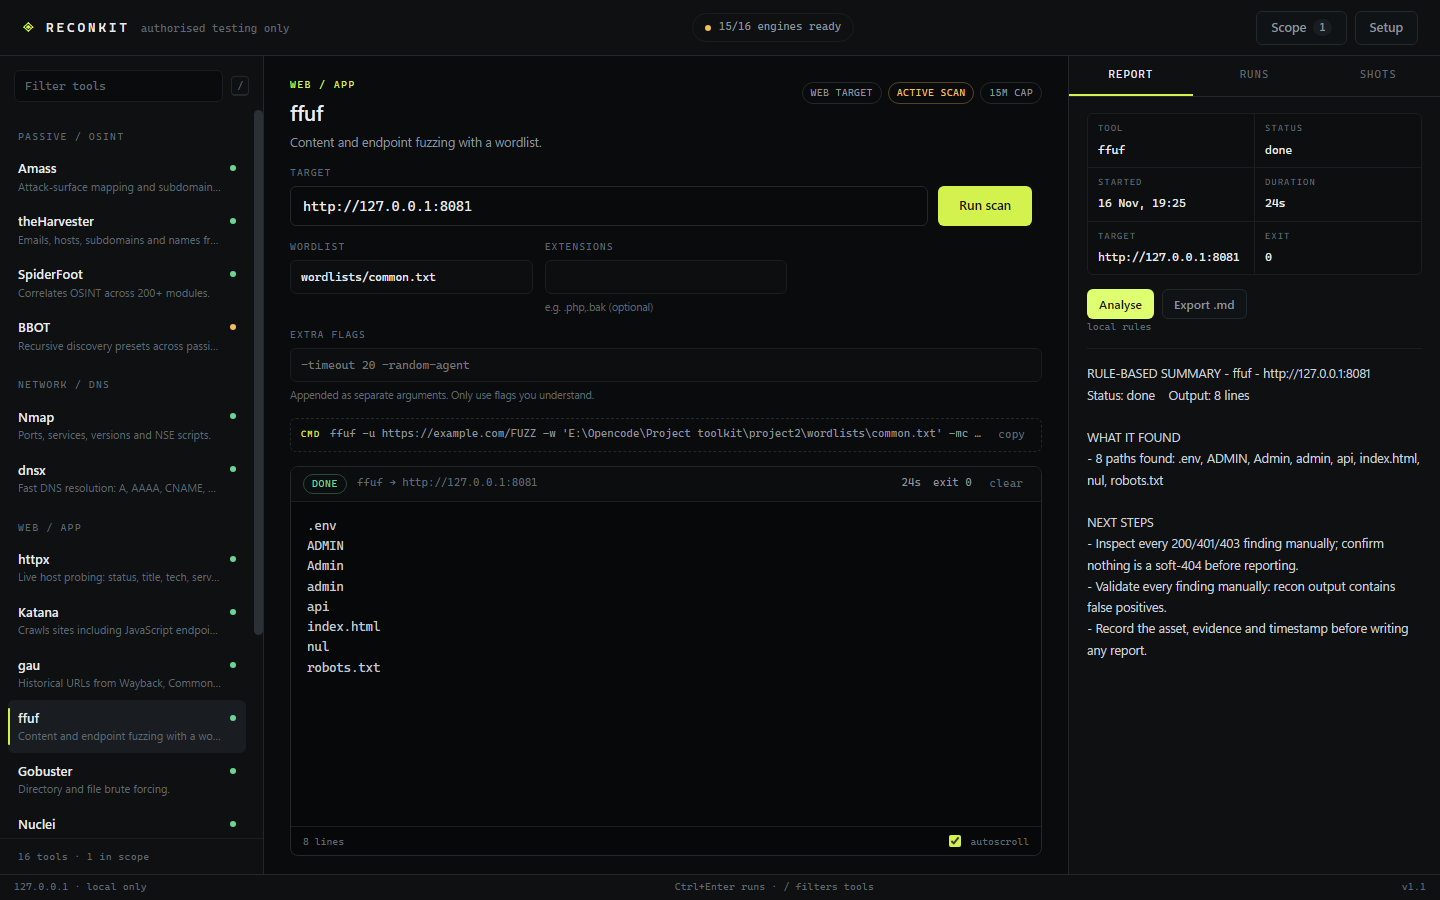 RECONKIT authorised testing only
15/16 engines ready
Scope 1
Setup
Filter tools
/
PASSIVE / OSINT
Amass
Attack-surface mapping and subdomain...
theHarvester
Emails, hosts, subdomains and names fr...
SpiderFoot
Correlates OSINT across 200+ modules.
BBOT
Recursive discovery presets across passi...
NETWORK / DNS
Nmap
Ports, services, versions and NSE scripts.
dnsx
Fast DNS resolution: A, AAAA, CNAME, ...
WEB / APP
httpx
Live host probing: status, title, tech, serv...
Katana
Crawls sites including JavaScript endpoi...
gau
Historical URLs from Wayback, Common...
ffuf
Content and endpoint fuzzing with a wo...
Gobuster
Directory and file brute forcing.
Nuclei
16 tools · 1 in scope
WEB / APP
ffuf
Content and endpoint fuzzing with a wordlist.
WEB TARGET
ACTIVE SCAN
15M CAP
TARGET
http://127.0.0.1:8081
Run scan
WORDLIST
EXTENSIONS
wordlists/common.txt
e.g. .php,.bak (optional)
EXTRA FLAGS
-timeout 20 -random-agent
Appended as separate arguments. Only use flags you understand.
CMD ffuf -u https://example.com/FUZZ -w 'E:\Opencode\Project toolkit\project2\wordlists\common.txt' -mc … copy
DONE ffuf → http://127.0.0.1:8081 24s exit 0 clear
.env
ADMIN
Admin
admin
api
index.html
nul
robots.txt
8 lines
autoscroll
REPORT
RUNS
SHOTS
TOOL
ffuf
STATUS
done
STARTED
16 Nov, 19:25
DURATION
24s
TARGET
http://127.0.0.1:8081
EXIT
0
Analyse
Export .md
local rules
RULE-BASED SUMMARY - ffuf - http://127.0.0.1:8081
Status: done Output: 8 lines
WHAT IT FOUND
- 8 paths found: .env, ADMIN, Admin, admin, api, index.html,
nul, robots.txt
NEXT STEPS
- Inspect every 200/401/403 finding manually; confirm
nothing is a soft-404 before reporting.
- Validate every finding manually: recon output contains
false positives.
- Record the asset, evidence and timestamp before writing
any report.
127.0.0.1 · local only
Ctrl+Enter runs · / filters tools
v1.1